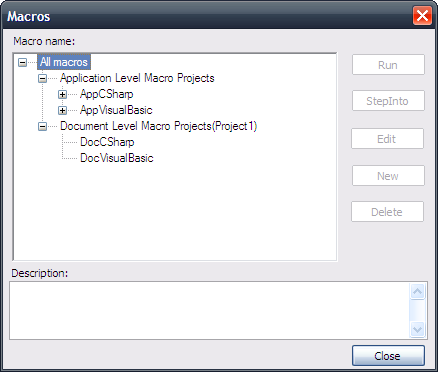 Macros
Macro name:
All macros
Application Level Macro Projects
AppCSharp
AppVisualBasic
Document Level Macro Projects(Project1)
DocCSharp
DocVisualBasic
Run
StepInto
Edit
New
Delete
Description:
Close